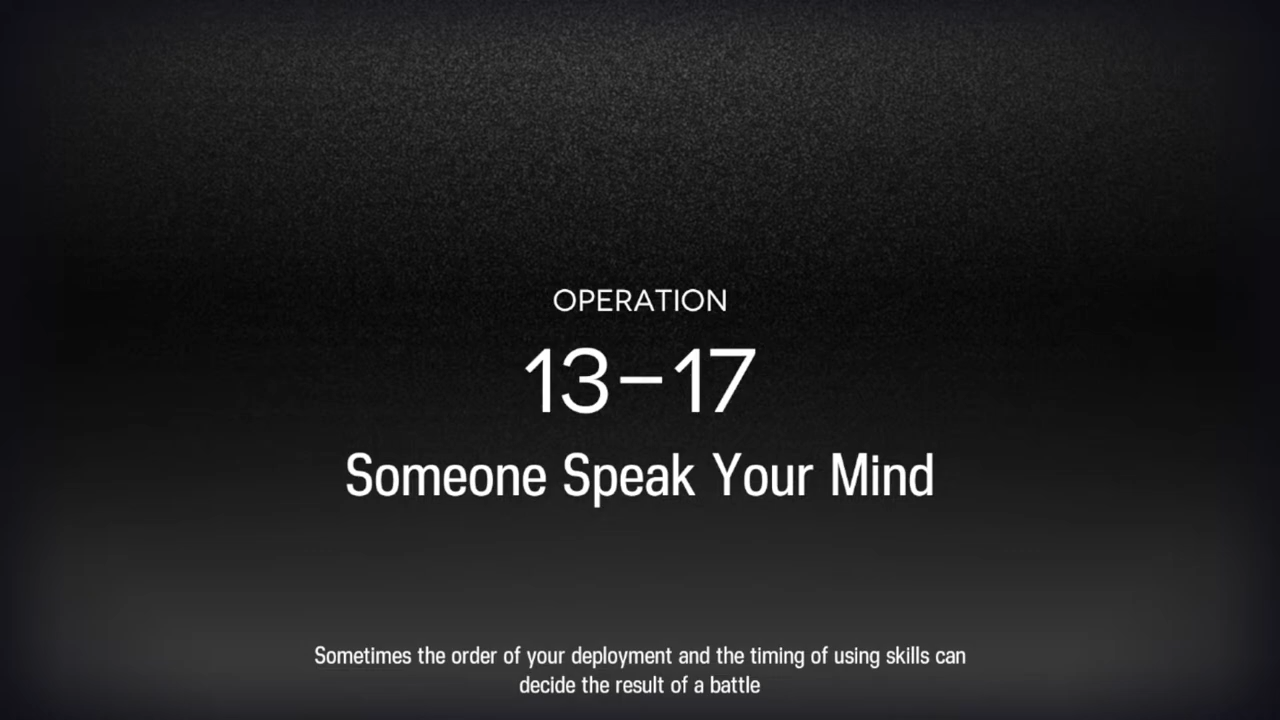 OPERATION
13–17
Someone Speak Your Mind
Sometimes the order of your deployment and the timing of using skills can
decide the result of a battle